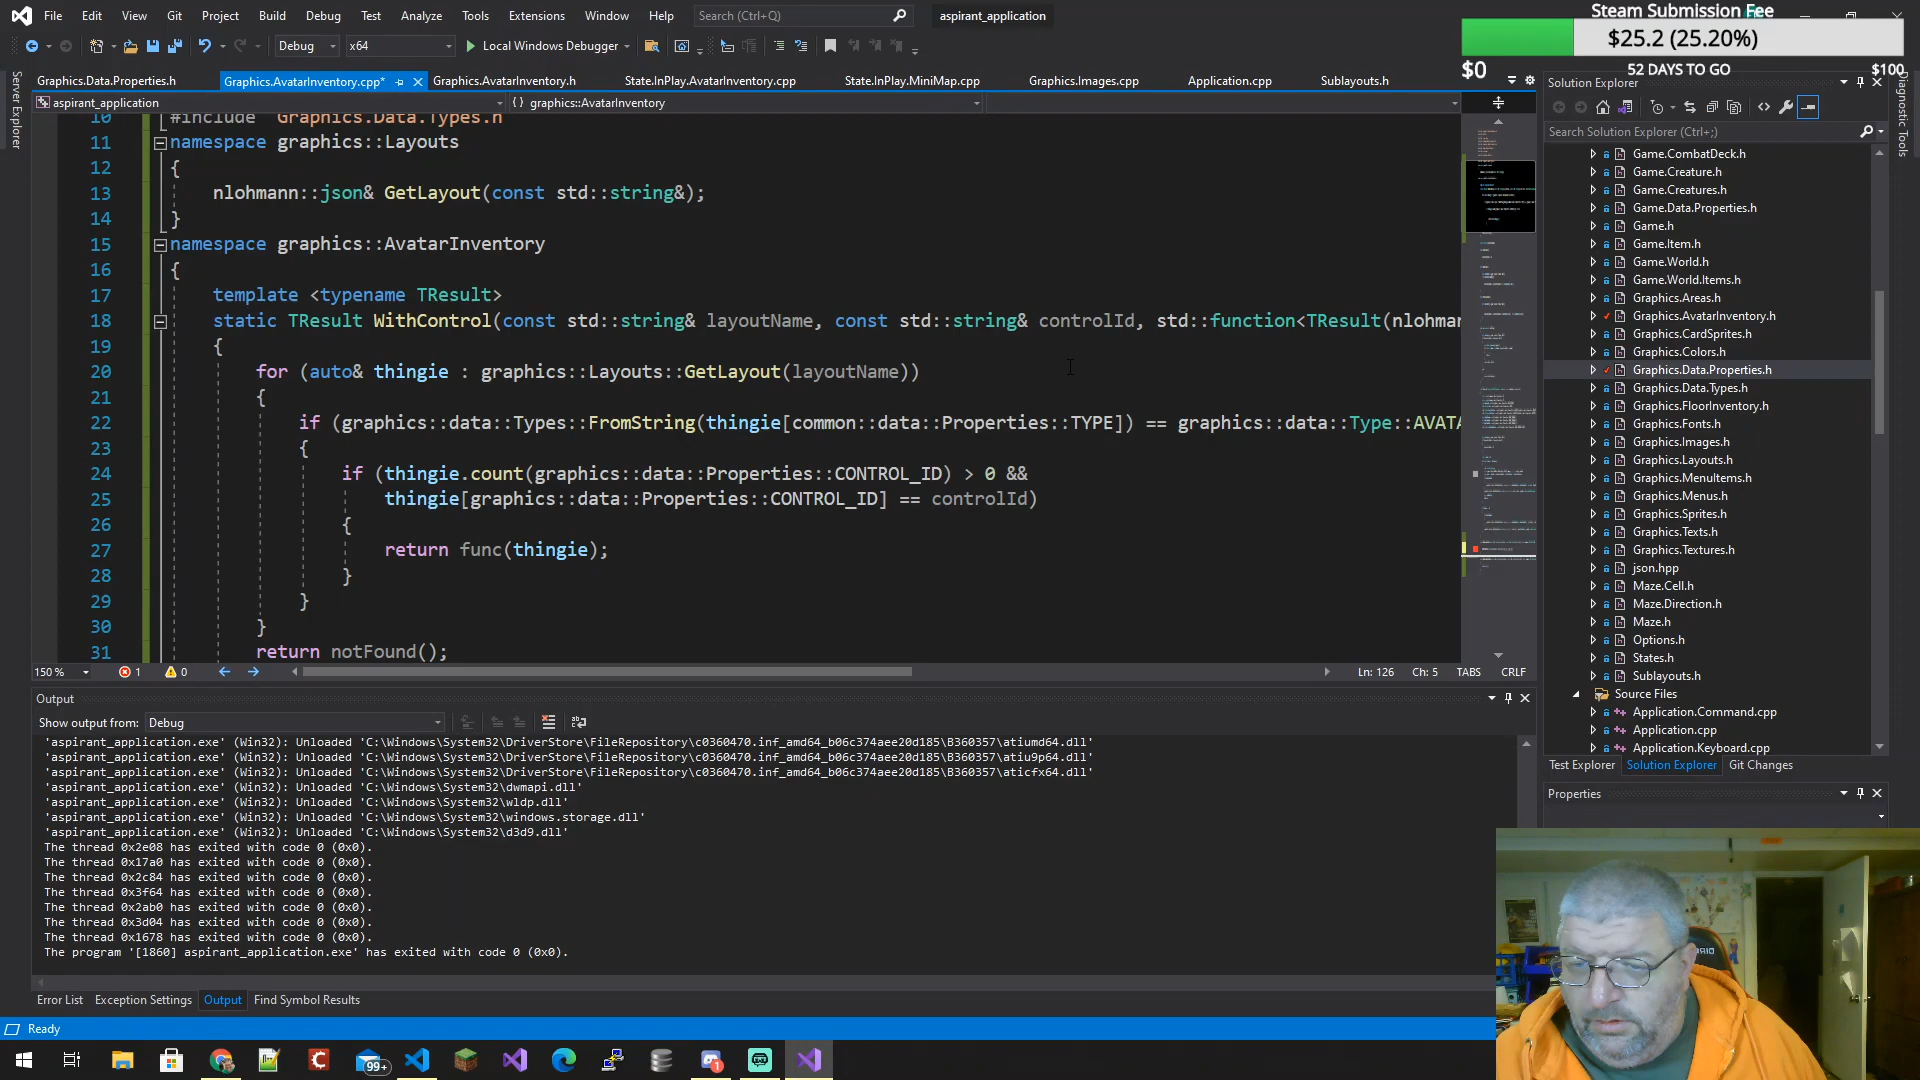 File Edit View Git Project Build Debug Test Analyze Tools Extensions Window Help Search (Ctrl+Q) aspirant_application
Steam Submission Fee
$25.2 (25.20%)
$0 52 DAYS TO GO $100
Debug x64 Local Windows Debugger
Server Explorer
Graphics.Data.Properties.h Graphics.AvatarInventory.cpp* Graphics.AvatarInventory.h State.InPlay.AvatarInventory.cpp State.InPlay.MiniMap.cpp Graphics.Images.cpp Application.cpp Sublayouts.h
aspirant_application {} graphics::AvatarInventory
10 #include "Graphics.Data.Types.h"
11 namespace graphics::Layouts
12 {
13 nlohmann::json& GetLayout(const std::string&);
14 }
15 namespace graphics::AvatarInventory
16 {
17 template <typename TResult>
18 static TResult WithControl(const std::string& layoutName, const std::string& controlId, std::function<TResult(nlohman
19 {
20 for (auto& thingie : graphics::Layouts::GetLayout(layoutName))
21 {
22 if (graphics::data::Types::FromString(thingie[common::data::Properties::TYPE]) == graphics::data::Type::AVATA
23 {
24 if (thingie.count(graphics::data::Properties::CONTROL_ID) > 0 &&
25 thingie[graphics::data::Properties::CONTROL_ID] == controlId)
26 {
27 return func(thingie);
28 }
29 }
30 }
31 return notFound();
150 % 1 0 Ln: 126 Ch: 5 TABS CRLF
Output
Show output from: Debug
'aspirant_application.exe' (Win32): Unloaded 'C:\Windows\System32\DriverStore\FileRepository\c0360470.inf_amd64_b06c374aee20d185\B360357\atiumd64.dll'
'aspirant_application.exe' (Win32): Unloaded 'C:\Windows\System32\DriverStore\FileRepository\c0360470.inf_amd64_b06c374aee20d185\B360357\atiu9p64.dll'
'aspirant_application.exe' (Win32): Unloaded 'C:\Windows\System32\DriverStore\FileRepository\c0360470.inf_amd64_b06c374aee20d185\B360357\aticfx64.dll'
'aspirant_application.exe' (Win32): Unloaded 'C:\Windows\System32\dwmapi.dll'
'aspirant_application.exe' (Win32): Unloaded 'C:\Windows\System32\wldp.dll'
'aspirant_application.exe' (Win32): Unloaded 'C:\Windows\System32\windows.storage.dll'
'aspirant_application.exe' (Win32): Unloaded 'C:\Windows\System32\d3d9.dll'
The thread 0x2e08 has exited with code 0 (0x0).
The thread 0x17a0 has exited with code 0 (0x0).
The thread 0x2c84 has exited with code 0 (0x0).
The thread 0x3f64 has exited with code 0 (0x0).
The thread 0x2ab0 has exited with code 0 (0x0).
The thread 0x3d04 has exited with code 0 (0x0).
The thread 0x1678 has exited with code 0 (0x0).
The program '[1860] aspirant_application.exe' has exited with code 0 (0x0).
Error List Exception Settings Output Find Symbol Results
Ready
Solution Explorer
Search Solution Explorer (Ctrl+;)
Game.CombatDeck.h
Game.Creature.h
Game.Creatures.h
Game.Data.Properties.h
Game.h
Game.Item.h
Game.World.h
Game.World.Items.h
Graphics.Areas.h
Graphics.AvatarInventory.h
Graphics.CardSprites.h
Graphics.Colors.h
Graphics.Data.Properties.h
Graphics.Data.Types.h
Graphics.FloorInventory.h
Graphics.Fonts.h
Graphics.Images.h
Graphics.Layouts.h
Graphics.MenuItems.h
Graphics.Menus.h
Graphics.Sprites.h
Graphics.Texts.h
Graphics.Textures.h
json.hpp
Maze.Cell.h
Maze.Direction.h
Maze.h
Options.h
States.h
Sublayouts.h
Source Files
Application.Command.cpp
Application.cpp
Application.Keyboard.cpp
Test Explorer Solution Explorer Git Changes
Properties
Diagnostic Tools
99+
1